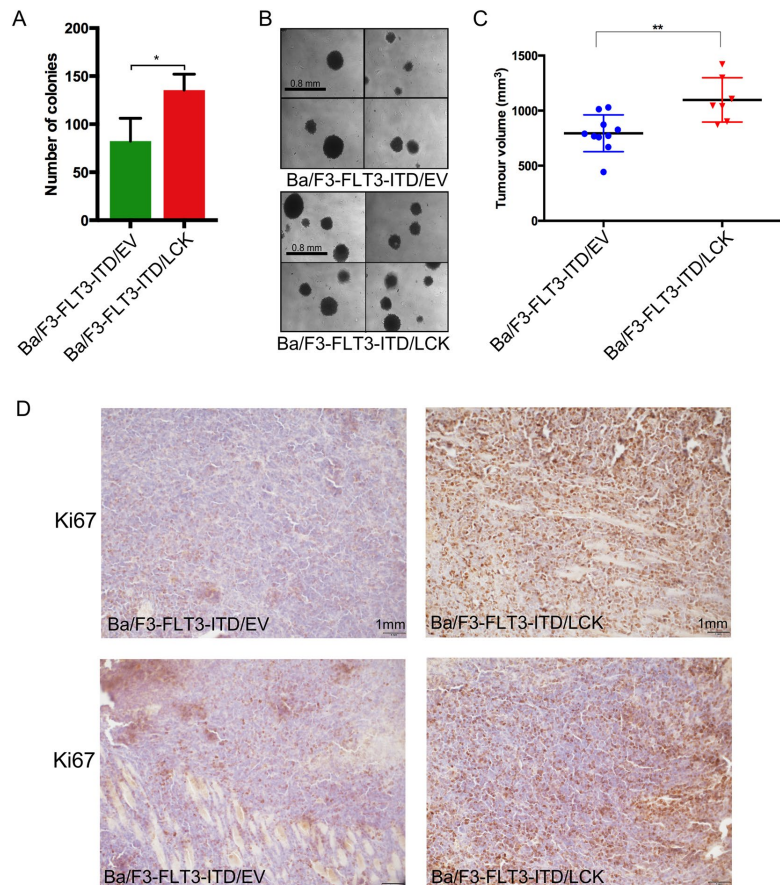 A
Number of colonies
200
150
100
50
0
*
Ba/F3-FLT3-ITD/EV
Ba/F3-FLT3-ITD/LCK
B
0.8 mm
Ba/F3-FLT3-ITD/EV
0.8 mm
Ba/F3-FLT3-ITD/LCK
C
Tumour volume (mm³)
1500
1000
500
0
**
Ba/F3-FLT3-ITD/EV
Ba/F3-FLT3-ITD/LCK
D
Ki67
Ba/F3-FLT3-ITD/EV
1mm
Ba/F3-FLT3-ITD/LCK
1mm
Ki67
Ba/F3-FLT3-ITD/EV
Ba/F3-FLT3-ITD/LCK